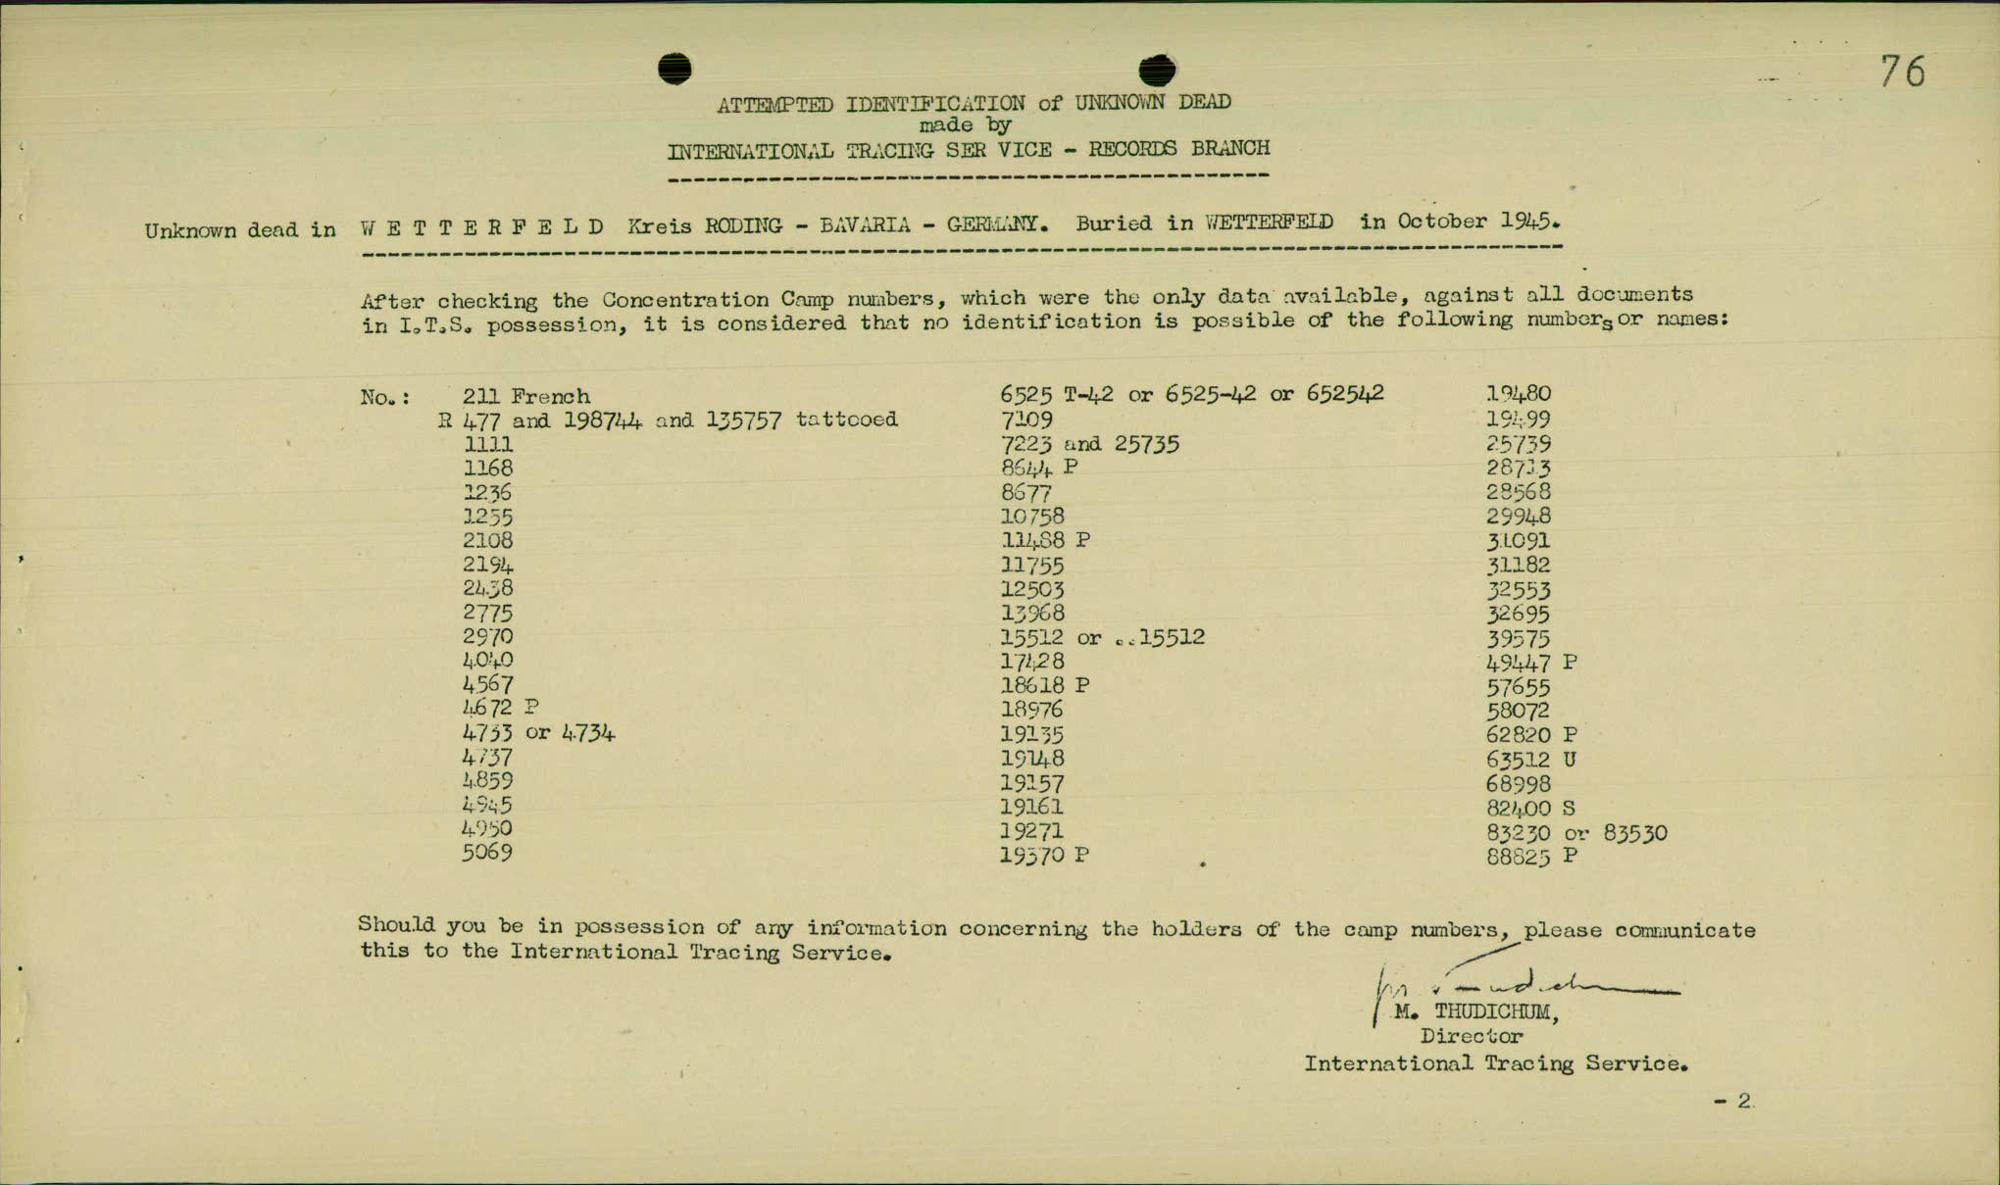 76
ATTEMPTED IDENTIFICATION of UNKNOWN DEAD
made by
INTERNATIONAL TRACING SER VICE - RECORDS BRANCH
Unknown dead in W E T T E R F E L D Kreis RODING - BAVARIA - GERMANY. Buried in WETTERFELD in October 1945.
After checking the Concentration Camp numbers, which were the only data available, against all documents
in I.T.S. possession, it is considered that no identification is possible of the following numbers or names:
No.: 211 French
R 477 and 198744 and 135757 tattooed
1111
1168
1236
1255
2108
2194
2438
2775
2970
4040
4567
4672 P
4733 or 4734
4737
4859
4945
4950
5069
6525 T-42 or 6525-42 or 652542
7109
7223 and 25735
8644 P
8677
10758
11488 P
11755
12503
13968
15512 or ..15512
17428
18618 P
18976
19135
19148
19157
19161
19271
19370 P
19480
19499
25739
28713
28568
29948
31091
31182
32553
32695
39575
49447 P
57655
58072
62820 P
63512 U
68998
82400 S
83230 or 83530
88825 P
Should you be in possession of any information concerning the holders of the camp numbers, please communicate
this to the International Tracing Service.
M. THUDICHUM,
Director
International Tracing Service.
- 2